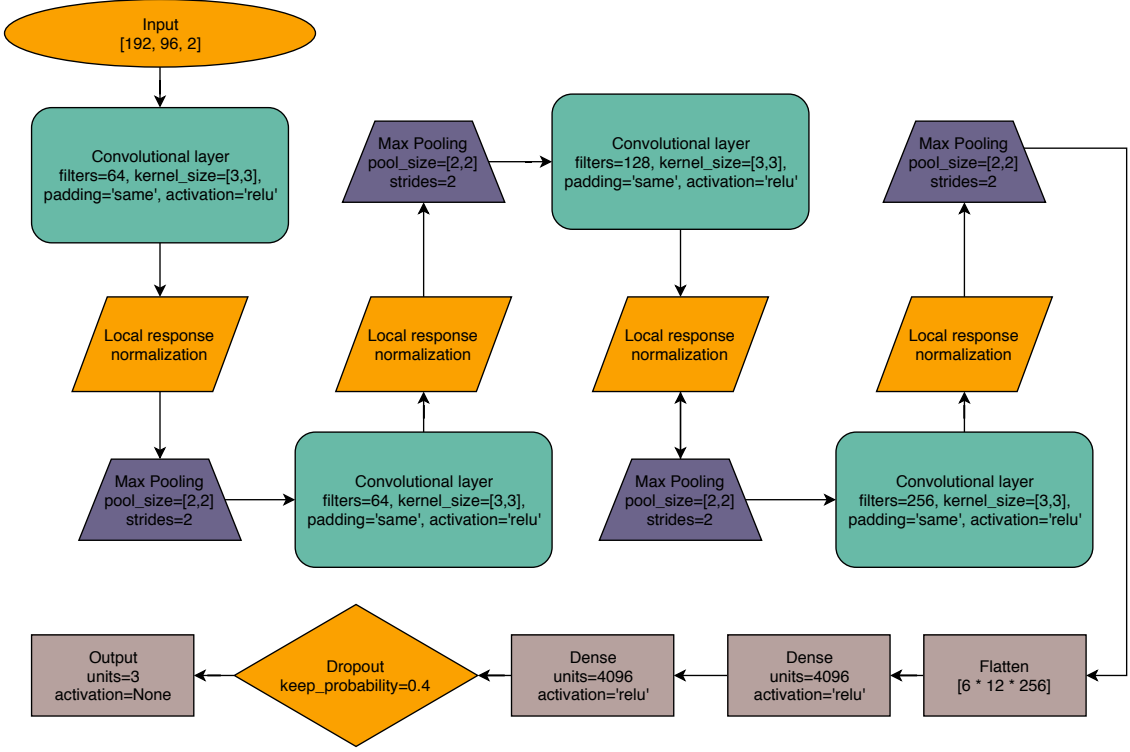 Input
[192, 96, 2]
Convolutional layer
filters=64, kernel_size=[3,3],
padding='same', activation='relu'
Local response
normalization
Max Pooling
pool_size=[2,2]
strides=2
Convolutional layer
filters=64, kernel_size=[3,3],
padding='same', activation='relu'
Local response
normalization
Max Pooling
pool_size=[2,2]
strides=2
Convolutional layer
filters=128, kernel_size=[3,3],
padding='same', activation='relu'
Local response
normalization
Max Pooling
pool_size=[2,2]
strides=2
Convolutional layer
filters=256, kernel_size=[3,3],
padding='same', activation='relu'
Local response
normalization
Max Pooling
pool_size=[2,2]
strides=2
Flatten
[6 * 12 * 256]
Dense
units=4096
activation='relu'
Dense
units=4096
activation='relu'
Dropout
keep_probability=0.4
Output
units=3
activation=None